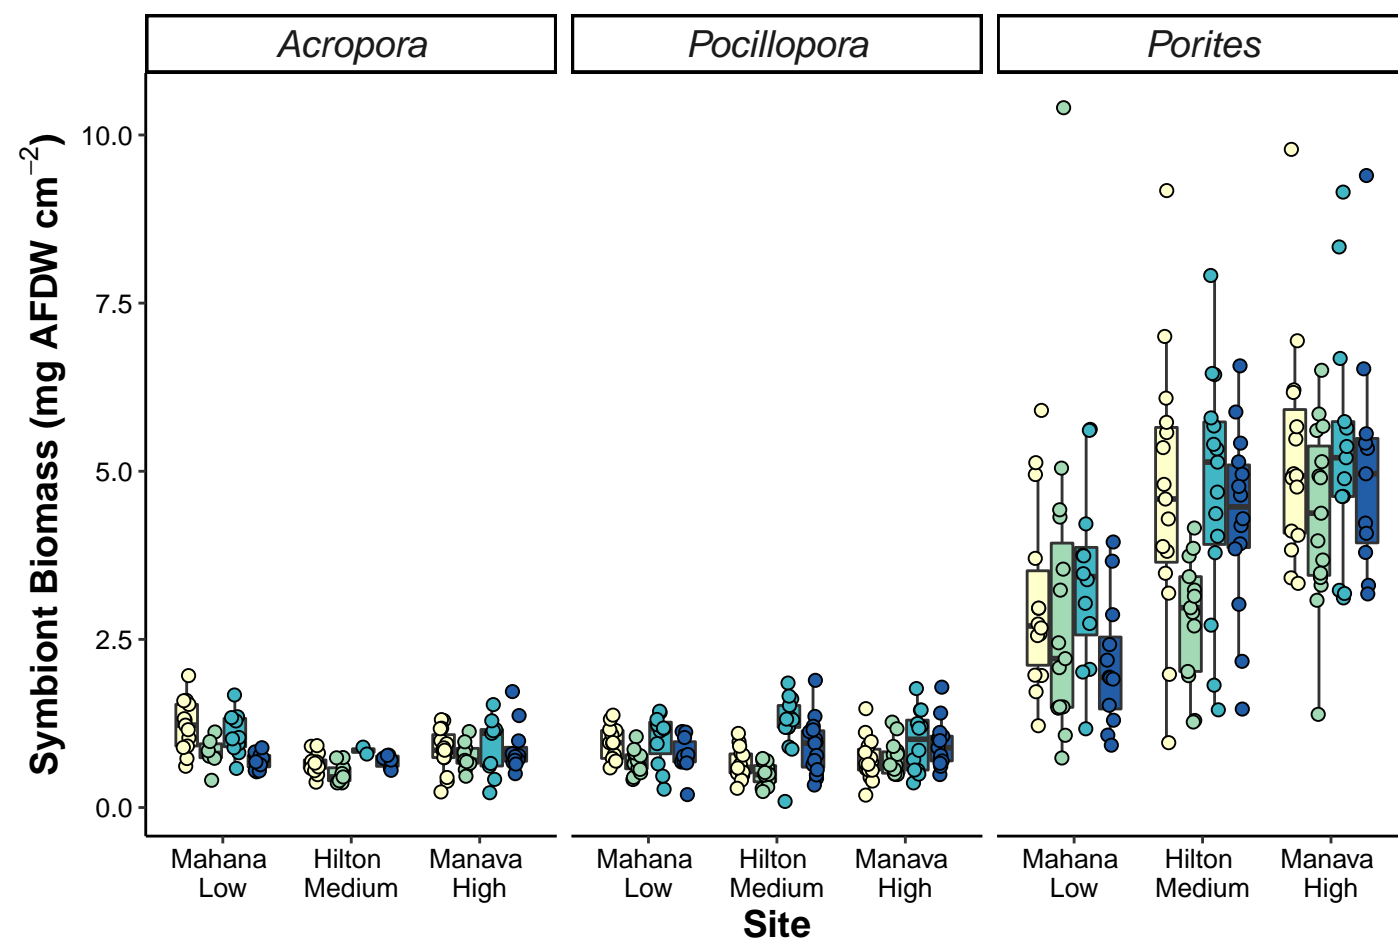 Acropora
Pocillopora
Porites
Symbiont Biomass (mg AFDW cm⁻²)
10.0
7.5
5.0
2.5
0.0
Mahana Hilton Manava Mahana Hilton Manava Mahana Hilton Manava
Low Medium High Low Medium High Low Medium High
Site